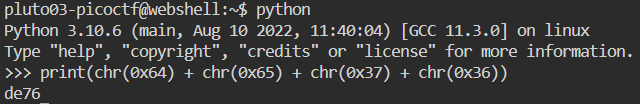 pluto03-picoctf@webshell:~$ python
Python 3.10.6 (main, Aug 10 2022, 11:40:04) [GCC 11.3.0] on linux
Type "help", "copyright", "credits" or "license" for more information.
>>> print(chr(0x64) + chr(0x65) + chr(0x37) + chr(0x36))
de76